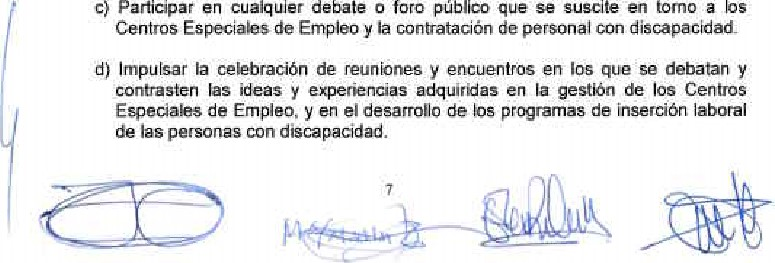 c) Participar en cualquier debate o foro público que se suscite en torno a los
Centros Especiales de Empleo y la contratación de personal con discapacidad.
d) Impulsar la celebración de reuniones y encuentros en los que se debatan y
contrasten las ideas y experiencias adquiridas en la gestión de los Centros
Especiales de Empleo, y en el desarrollo de los programas de inserción laboral
de las personas con discapacidad.
7